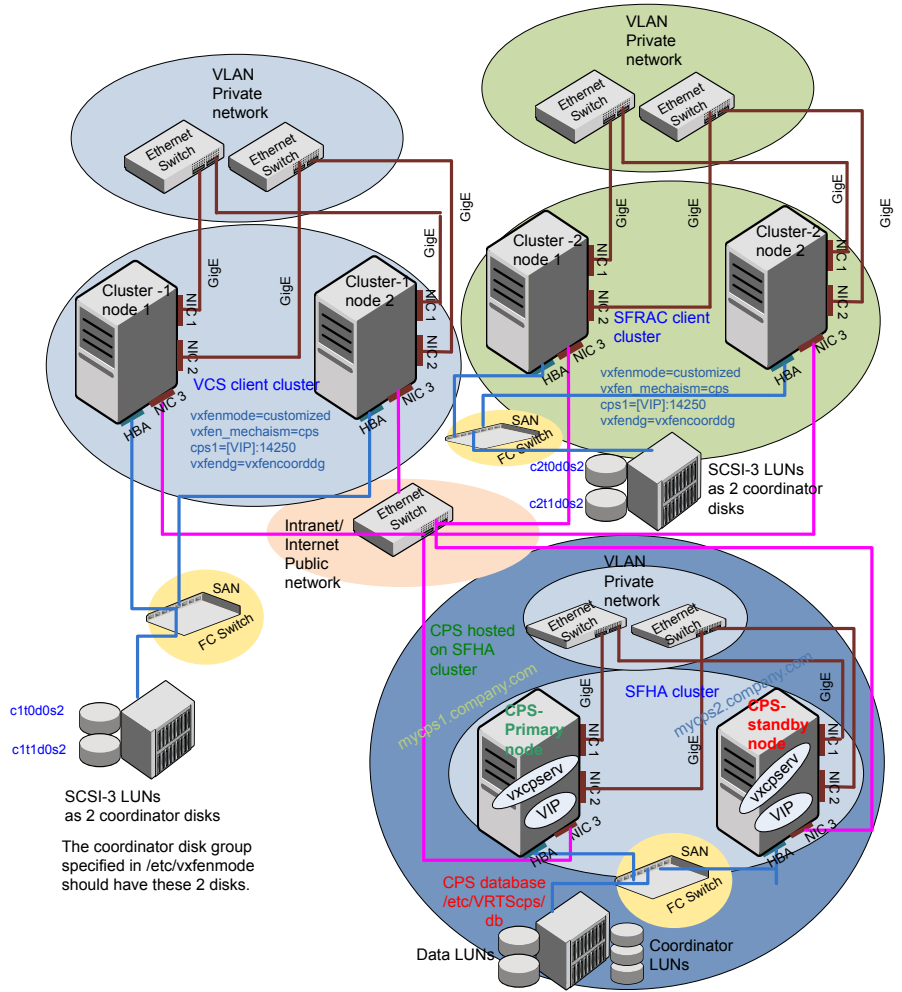 VLAN
Private
network
Ethernet
Switch
Ethernet
Switch
GigE
GigE
GigE
GigE
Cluster -1
node 1
NIC 1
NIC 2
HBA
NIC 3
Cluster-1
node 2
NIC 1
NIC 2
HBA
NIC 3
VCS client cluster
vxfenmode=customized
vxfen_mechaism=cps
cps1=[VIP]:14250
vxfendg=vxfencoorddg
VLAN
Private
network
Ethernet
Switch
Ethernet
Switch
GigE
GigE
GigE
GigE
Cluster -2
node 1
NIC 1
NIC 2
HBA
NIC 3
Cluster-2
node 2
NIC 1
NIC 2
HBA
NIC 3
SFRAC client
cluster
vxfenmode=customized
vxfen_mechaism=cps
cps1=[VIP]:14250
vxfendg=vxfencoorddg
SAN
FC Switch
c2t0d0s2
c2t1d0s2
SCSI-3 LUNs
as 2 coordinator
disks
Intranet/
Internet
Public
network
Ethernet
Switch
SAN
FC Switch
c1t0d0s2
c1t1d0s2
SCSI-3 LUNs
as 2 coordinator disks
The coordinator disk group
specified in /etc/vxfenmode
should have these 2 disks.
VLAN
Private
network
Ethernet
Switch
Ethernet
Switch
CPS hosted
on SFHA
cluster
mycps1.company.com
SFHA cluster
mycps2.company.com
GigE
GigE
GigE
CPS-
Primary
node
vxcpserv
VIP
NIC 1
NIC 2
HBA
NIC 3
CPS-
standby
node
vxcpserv
VIP
NIC 1
NIC 2
HBA
NIC 3
SAN
FC Switch
CPS database
/etc/VRTScps/
db
Data LUNs
Coordinator
LUNs